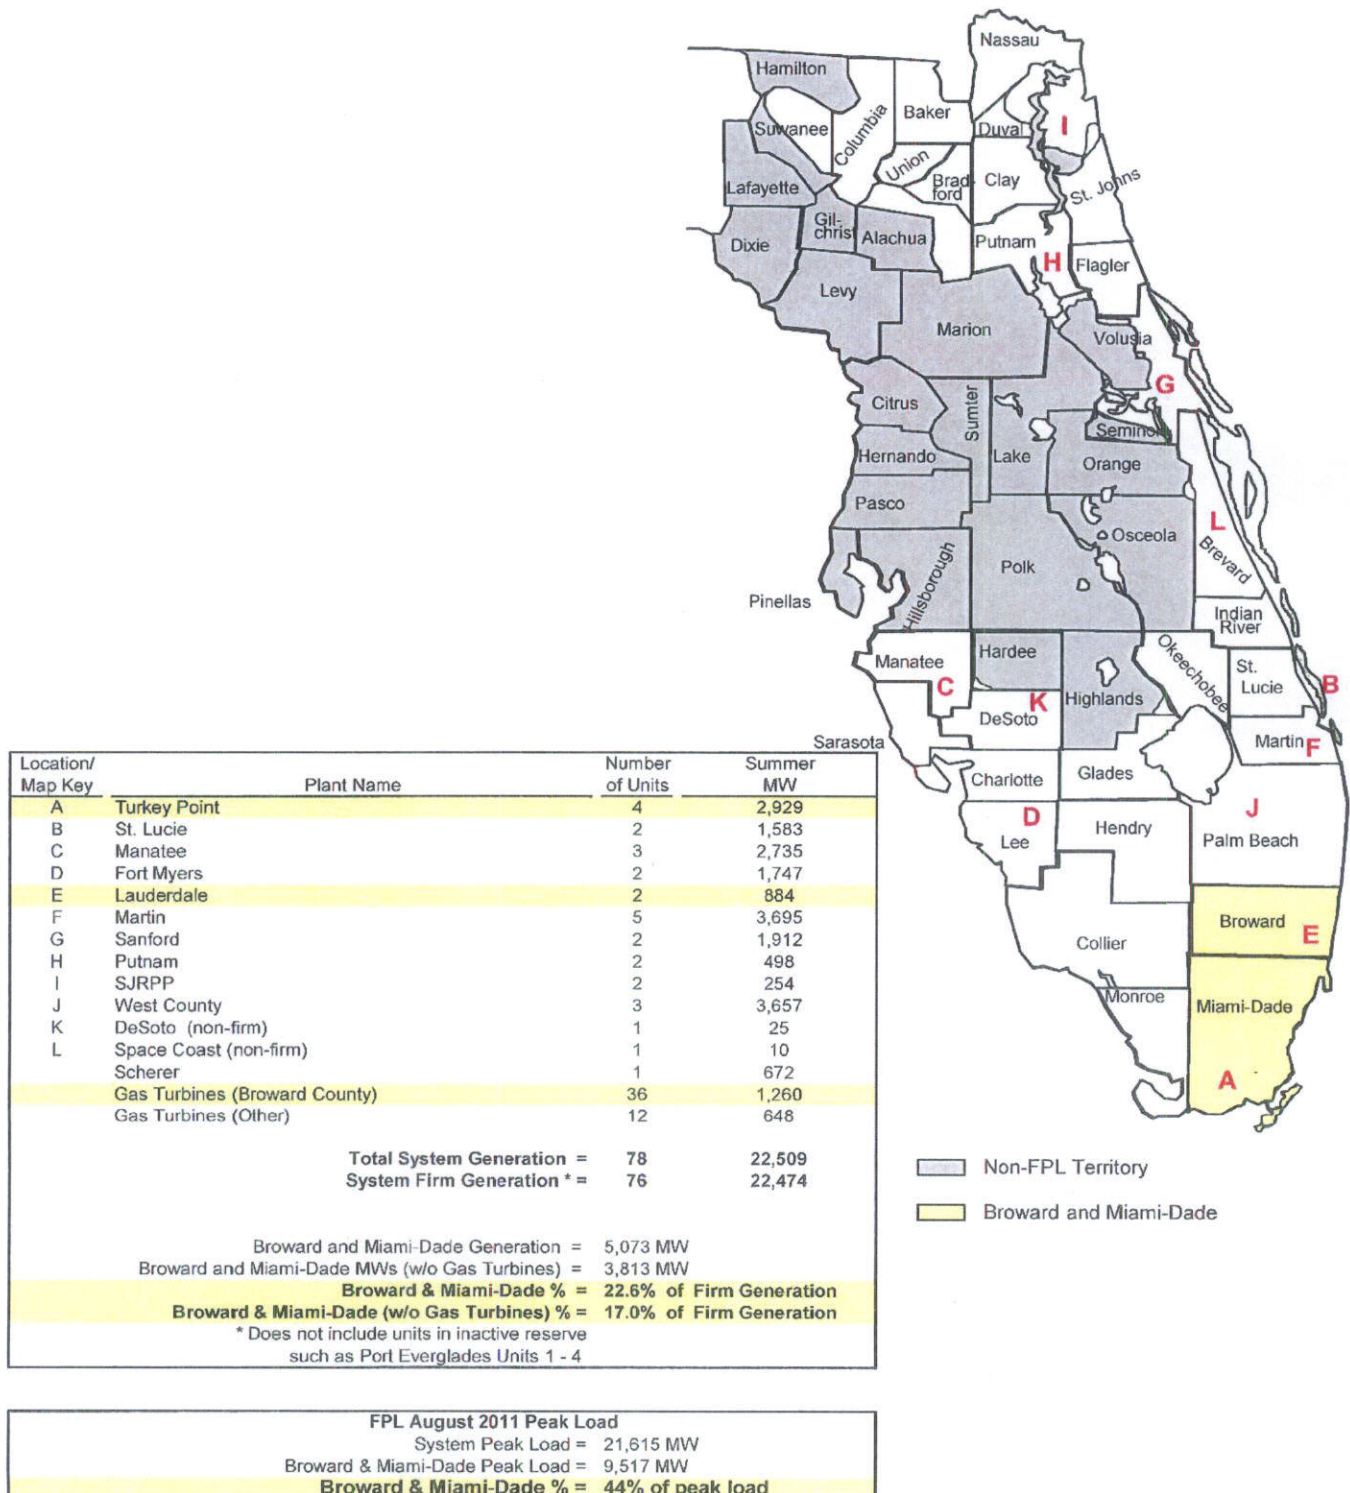 Nassau
Hamilton
Baker
Columbia
Suwanee
Duval
I
Union
Brad-
ford
Clay
St. Johns
Lafayette
Gil-
christ
Alachua
Putnam
Dixie
H
Flagler
Levy
Marion
Volusia
G
Citrus
Sumter
Seminol
Hernando
Lake
Orange
Pasco
L
Osceola
Brevard
Polk
Hillsborough
Pinellas
Indian
River
Manatee
Hardee
Okeechobee
St.
Lucie
B
C
K
Highlands
DeSoto
Sarasota
Martin
F
Charlotte
Glades
D
J
Lee
Hendry
Palm Beach
Broward
E
Collier
Monroe
Miami-Dade
A
Non-FPL Territory
Broward and Miami-Dade
Location/ Number Summer
Map Key Plant Name of Units MW
A Turkey Point 4 2,929
B St. Lucie 2 1,583
C Manatee 3 2,735
D Fort Myers 2 1,747
E Lauderdale 2 884
F Martin 5 3,695
G Sanford 2 1,912
H Putnam 2 498
I SJRPP 2 254
J West County 3 3,657
K DeSoto (non-firm) 1 25
L Space Coast (non-firm) 1 10
Scherer 1 672
Gas Turbines (Broward County) 36 1,260
Gas Turbines (Other) 12 648
Total System Generation = 78 22,509
System Firm Generation * = 76 22,474
Broward and Miami-Dade Generation = 5,073 MW
Broward and Miami-Dade MWs (w/o Gas Turbines) = 3,813 MW
Broward & Miami-Dade % = 22.6% of Firm Generation
Broward & Miami-Dade (w/o Gas Turbines) % = 17.0% of Firm Generation
* Does not include units in inactive reserve
such as Port Everglades Units 1 - 4
FPL August 2011 Peak Load
System Peak Load = 21,615 MW
Broward & Miami-Dade Peak Load = 9,517 MW
Broward & Miami-Dade % = 44% of peak load